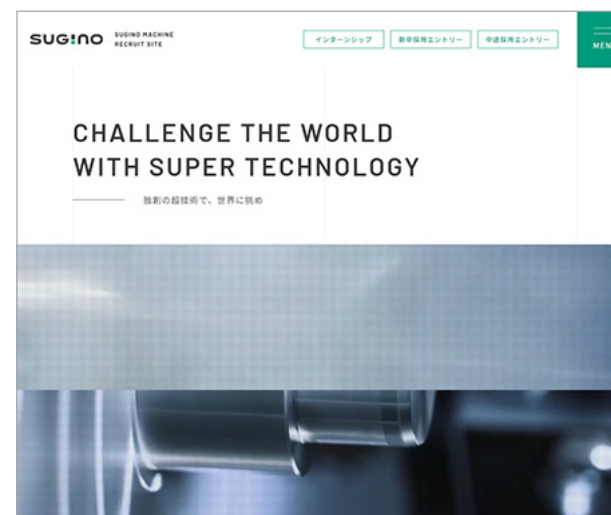 SUGINO
SUGINO MACHINE
RECRUIT SITE
インターンシップ
新卒採用エントリー
中途採用エントリー
MEN
CHALLENGE THE WORLD
WITH SUPER TECHNOLOGY
独創の超技術で、世界に挑め